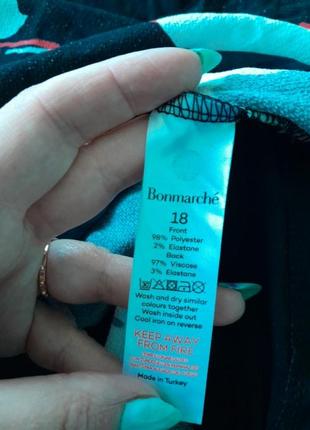 Bonmarché
18
Front
98% Polyester
2% Elastane
Back
97% Viscose
3% Elastane
Wash and dry similar
colours together
Wash inside out
Cool iron on reverse
KEEP AWAY
FROM FIRE
Made in Turkey